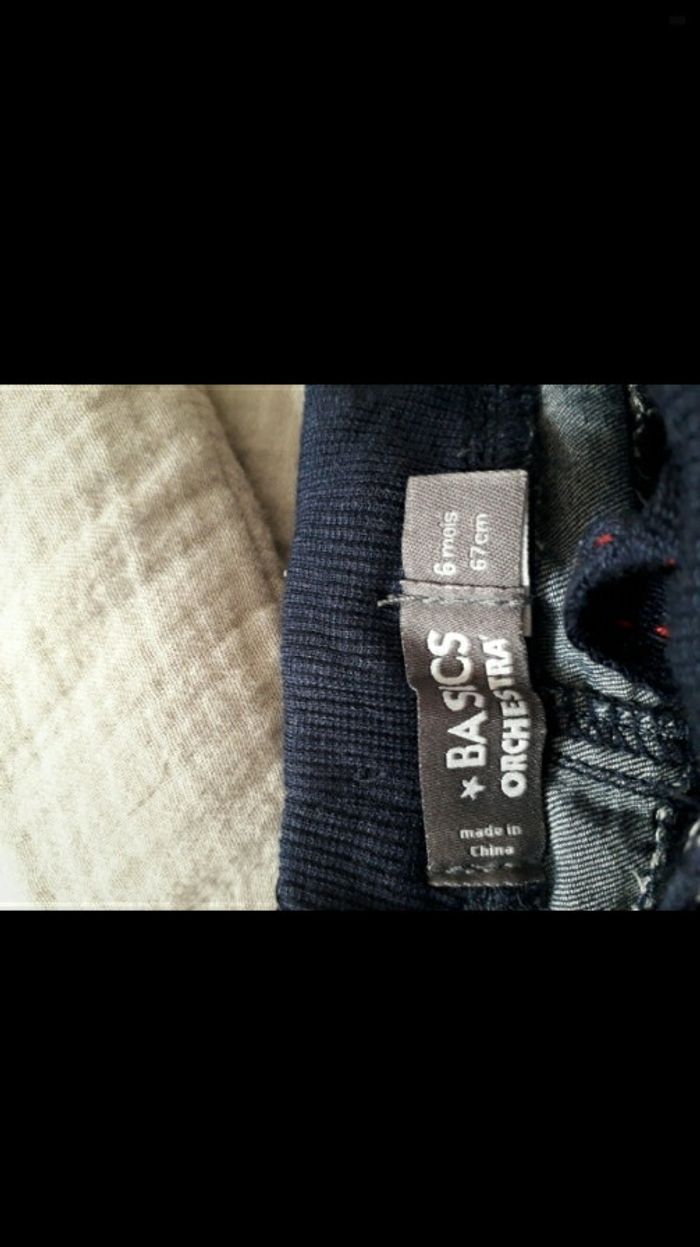 6 mois
67cm
BASICS
ORCHESTRA
made in
China